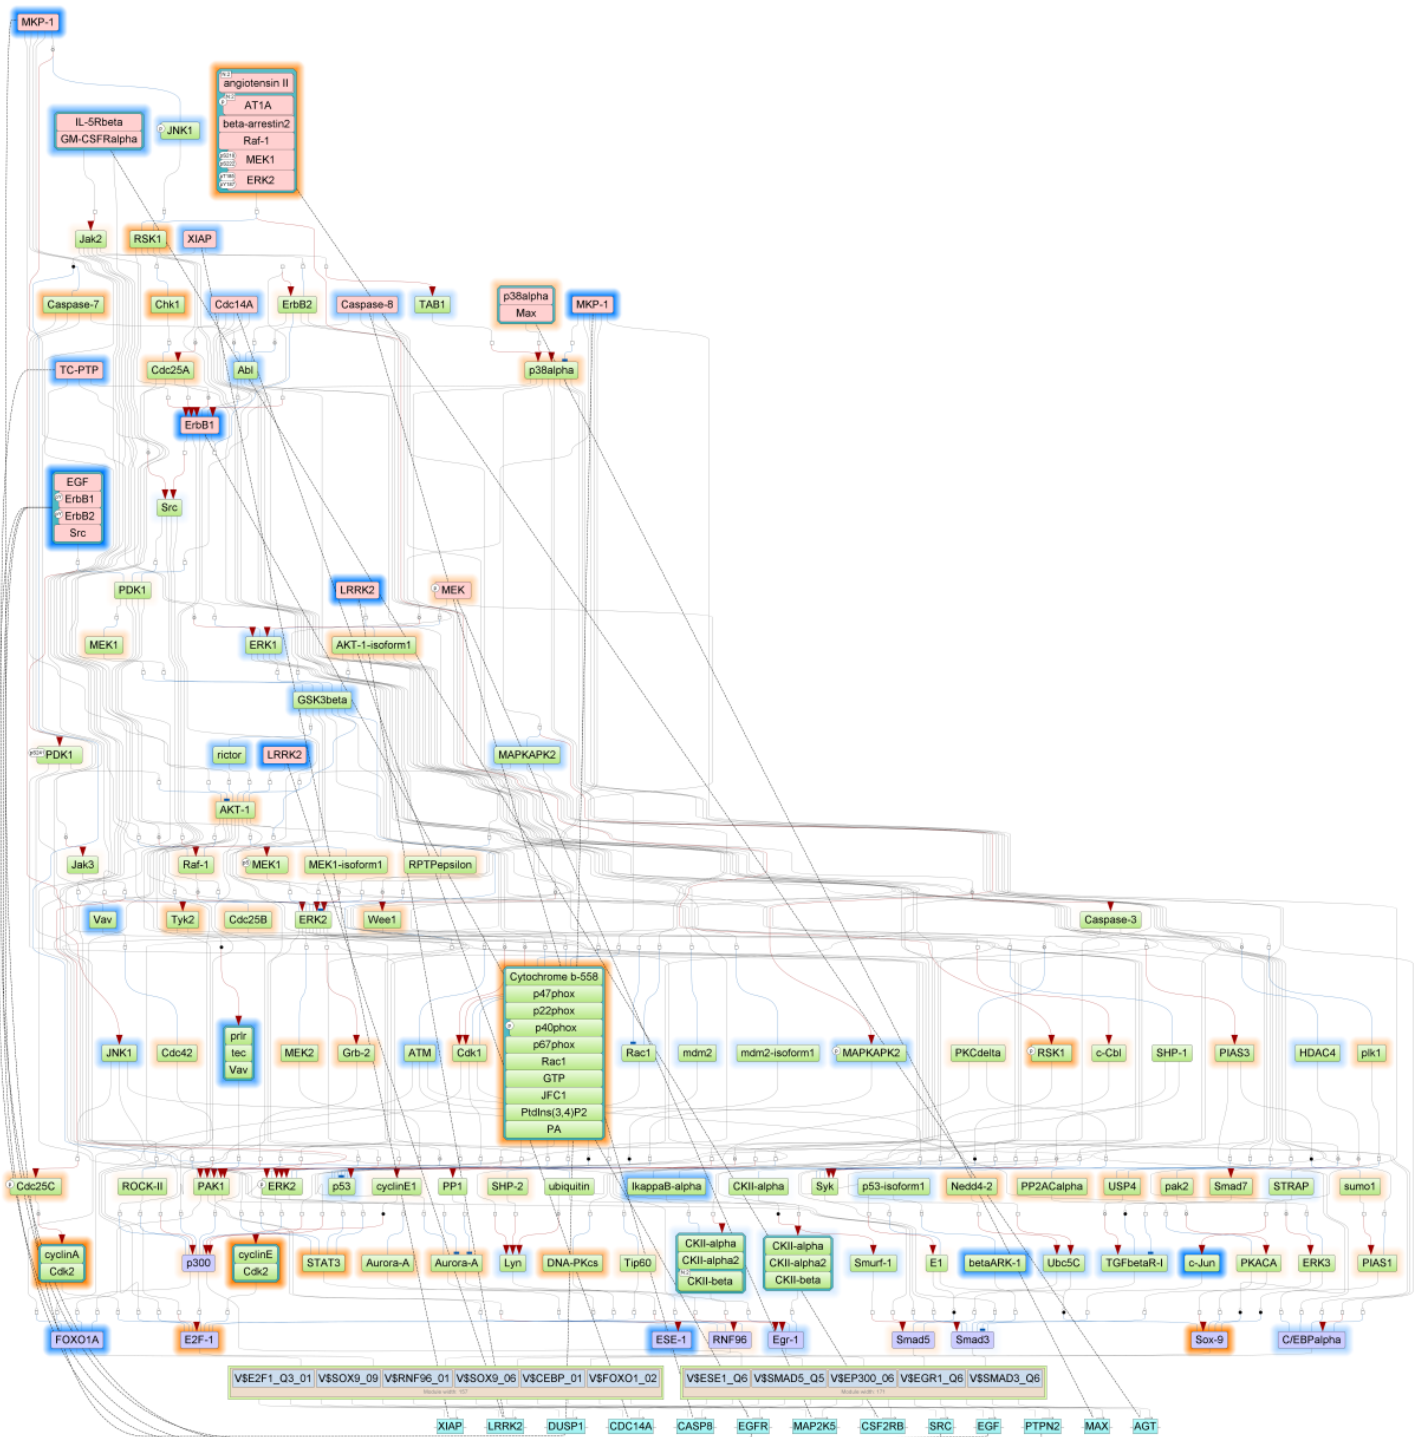 MKP-1
angiotensin II
AT1A
beta-arrestin2
Raf-1
MEK1
ERK2
IL-5Rbeta
GM-CSFRalpha
JNK1
Jak2
RSK1
XIAP
Caspase-7
Chk1
Cdc14A
ErbB2
Caspase-8
TAB1
p38alpha
Max
MKP-1
TC-PTP
Cdc25A
Abl
p38alpha
ErbB1
EGF
ErbB1
ErbB2
Src
Src
PDK1
LRRK2
MEK
MEK1
ERK1
AKT-1-isoform1
GSK3beta
PDK1
rictor
LRRK2
MAPKAPK2
AKT-1
Jak3
Raf-1
MEK1
MEK1-isoform1
RPTPepsilon
Vav
Tyk2
Cdc25B
ERK2
Wee1
Caspase-3
Cytochrome b-558
p47phox
p22phox
p40phox
p67phox
Rac1
GTP
JFC1
PtdIns(3,4)P2
PA
JNK1
Cdc42
prlr
tec
Vav
MEK2
Grb-2
ATM
Cdk1
Rac1
mdm2
mdm2-isoform1
MAPKAPK2
PKCdelta
RSK1
c-Cbl
SHP-1
PIAS3
HDAC4
plk1
Cdc25C
ROCK-II
PAK1
ERK2
p53
cyclinE1
PP1
SHP-2
ubiquitin
IkappaB-alpha
CKII-alpha
Syk
p53-isoform1
Nedd4-2
PP2ACalpha
USP4
pak2
Smad7
STRAP
sumo1
cyclinA
Cdk2
p300
cyclinE
Cdk2
STAT3
Aurora-A
Aurora-A
Lyn
DNA-PKcs
Tip60
CKII-alpha
CKII-alpha2
CKII-beta
CKII-alpha
CKII-alpha2
CKII-beta
Smurf-1
E1
betaARK-1
Ubc5C
TGFbetaR-I
c-Jun
PKACA
ERK3
PIAS1
FOXO1A
E2F-1
ESE-1
RNF96
Egr-1
Smad5
Smad3
Sox-9
C/EBPalpha
V$E2F1_Q3_01
V$SOX9_09
V$RNF96_01
V$SOX9_06
V$CEBP_01
V$FOXO1_02
Module width: 157
V$ESE1_Q6
V$SMAD5_Q5
V$EP300_06
V$EGR1_Q6
V$SMAD3_Q6
Module width: 171
XIAP
LRRK2
DUSP1
CDC14A
CASP8
EGFR
MAP2K5
CSF2RB
SRC
EGF
PTPN2
MAX
AGT